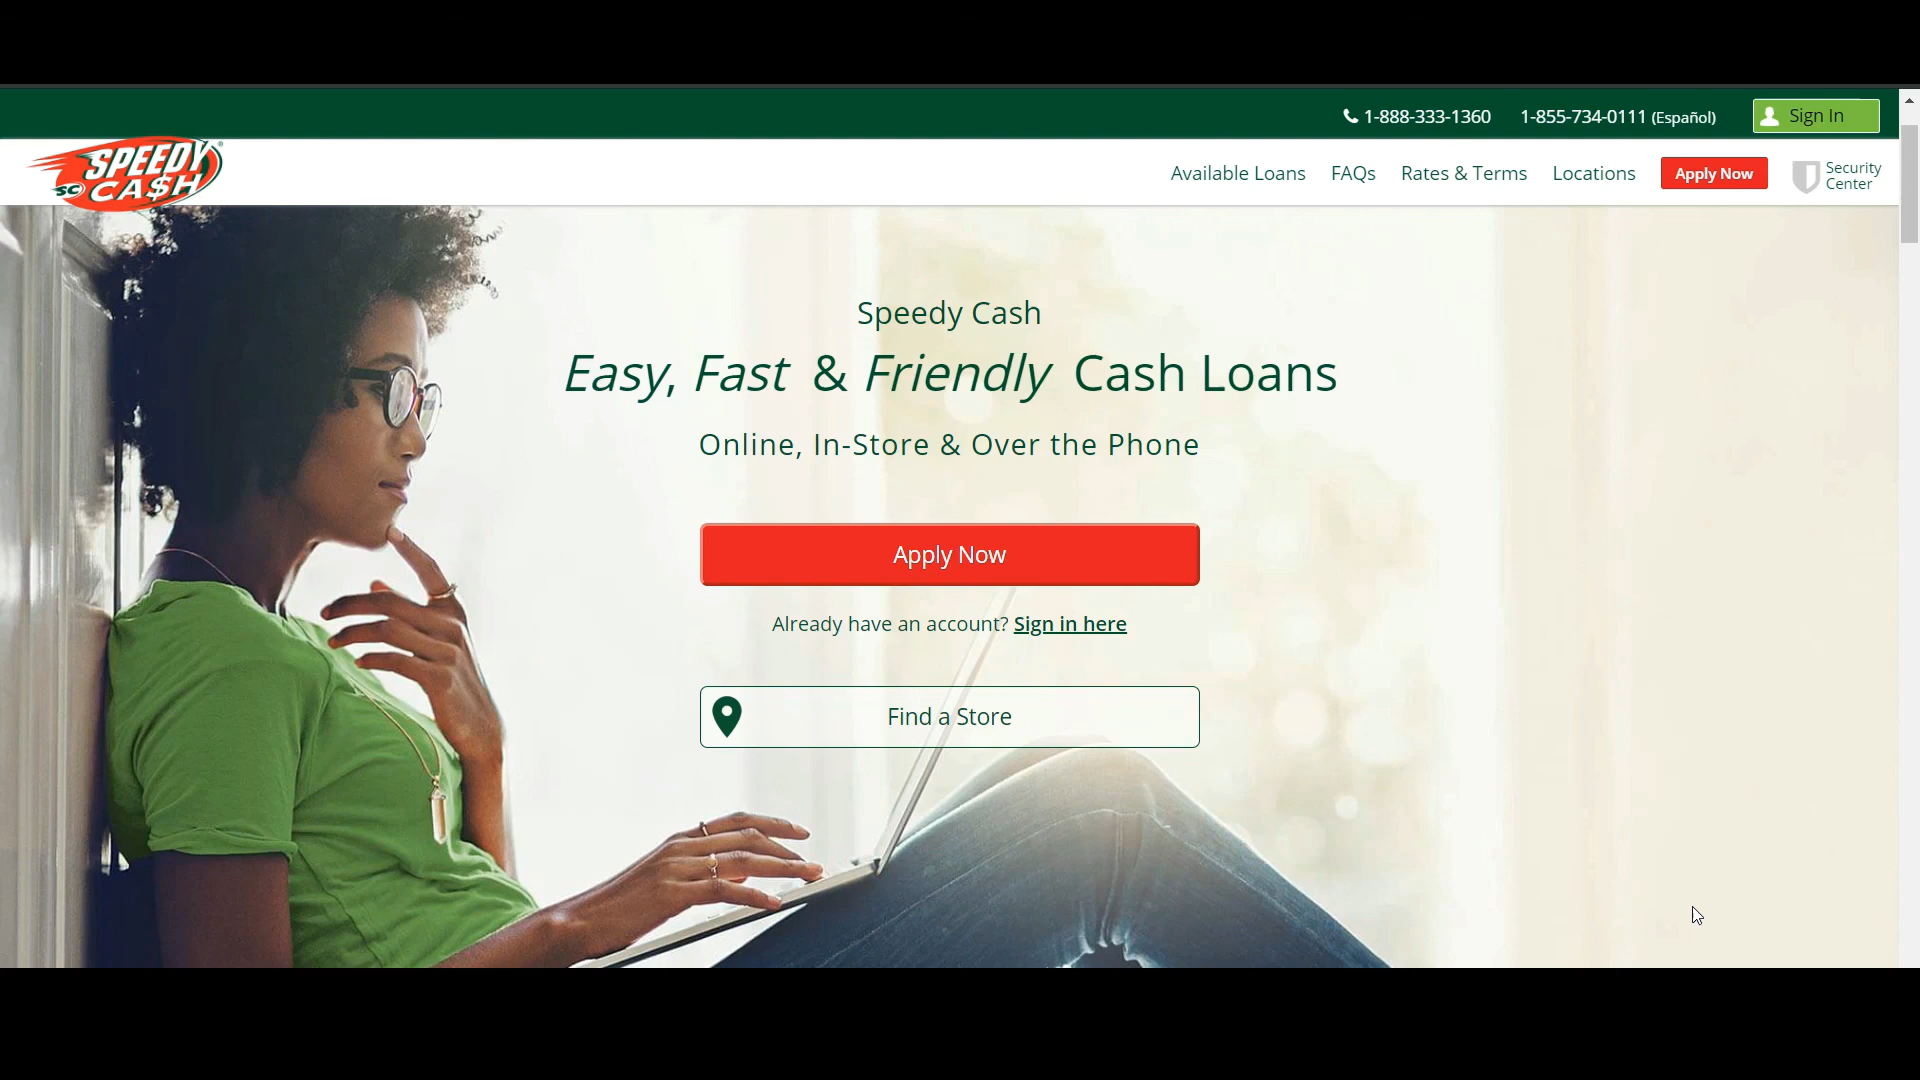 1-888-333-1360 1-855-734-0111 (Español) Sign In
SPEEDY
SC CA$H
Available Loans FAQs Rates & Terms Locations Apply Now Security
Center
Speedy Cash
Easy, Fast & Friendly Cash Loans
Online, In-Store & Over the Phone
Apply Now
Already have an account? Sign in here
Find a Store